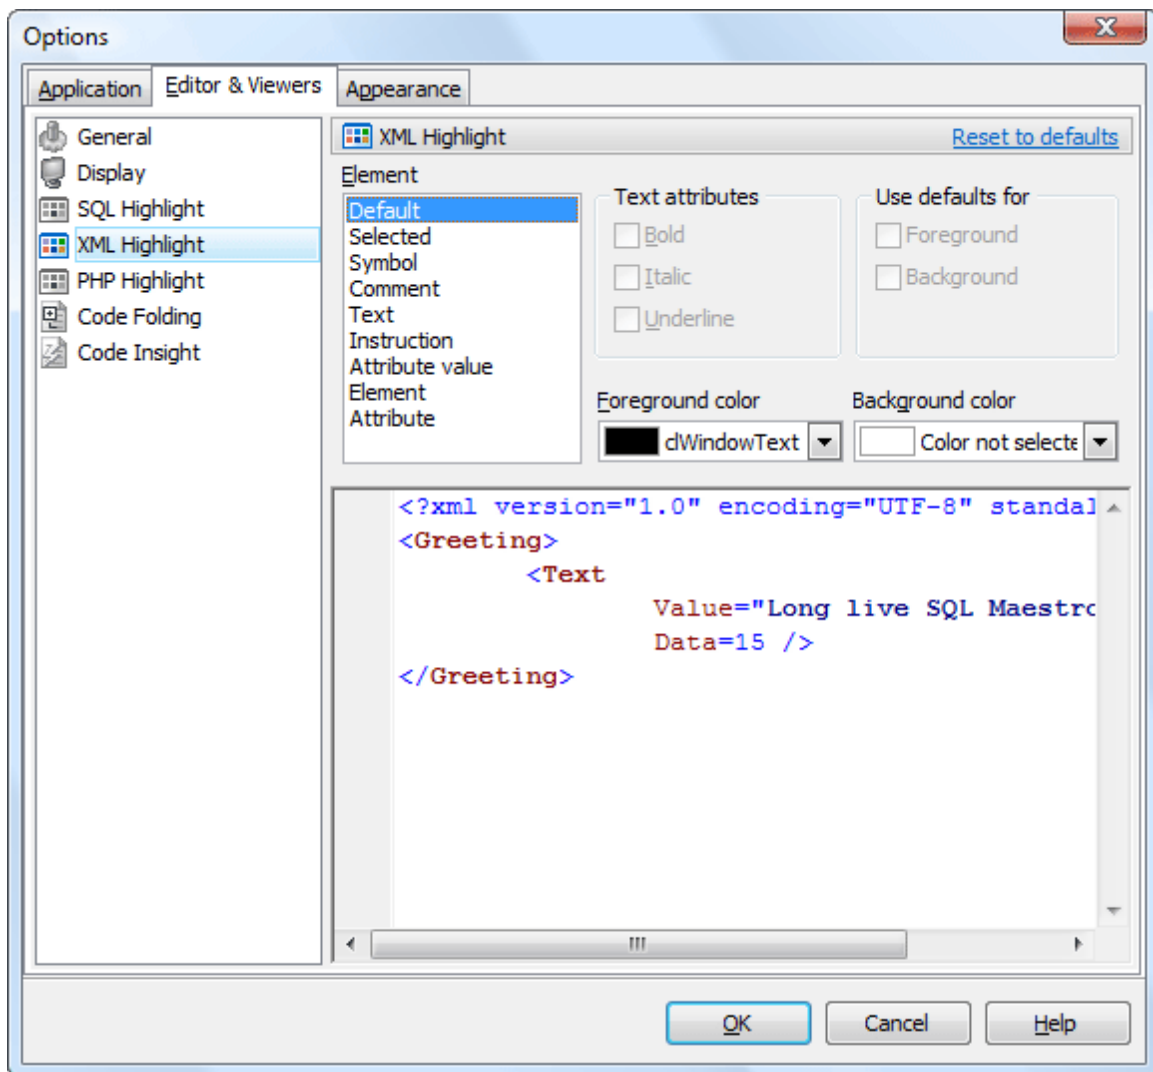 Options
Application
Editor & Viewers
Appearance
General
Display
SQL Highlight
XML Highlight
PHP Highlight
Code Folding
Code Insight
XML Highlight
Reset to defaults
Element
Default
Selected
Symbol
Comment
Text
Instruction
Attribute value
Element
Attribute
Text attributes
Bold
Italic
Underline
Use defaults for
Foreground
Background
Foreground color
clWindowText
Background color
Color not selecte
<?xml version="1.0" encoding="UTF-8" standal
<Greeting>
<Text
Value="Long live SQL Maestro
Data=15 />
</Greeting>
OK
Cancel
Help